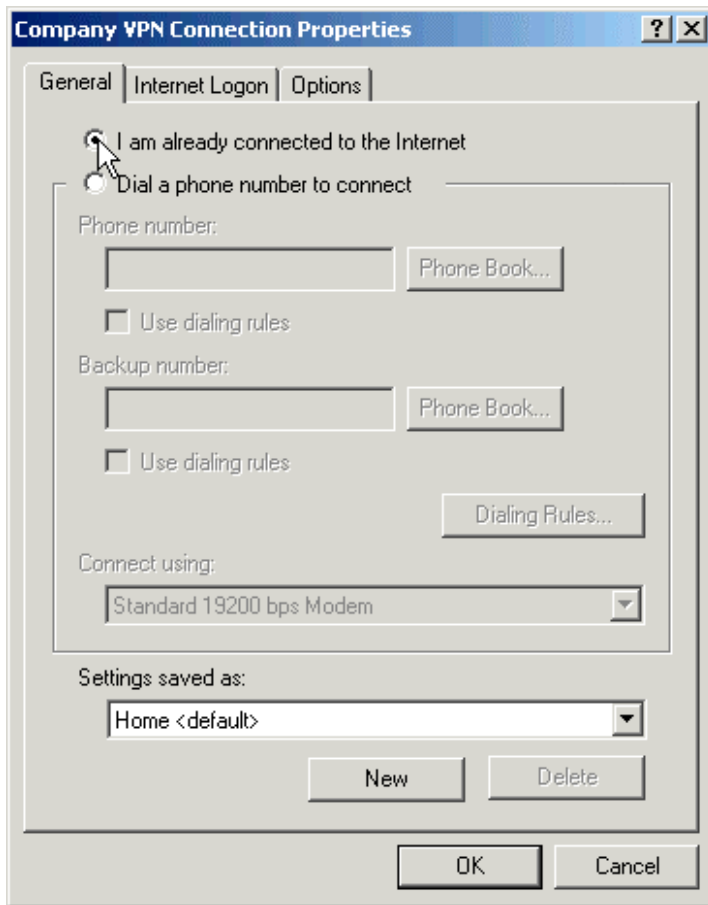 Company VPN Connection Properties
General Internet Logon Options
I am already connected to the Internet
Dial a phone number to connect
Phone number:
Phone Book...
Use dialing rules
Backup number:
Phone Book...
Use dialing rules
Dialing Rules...
Connect using:
Standard 19200 bps Modem
Settings saved as:
Home <default>
New Delete
OK Cancel